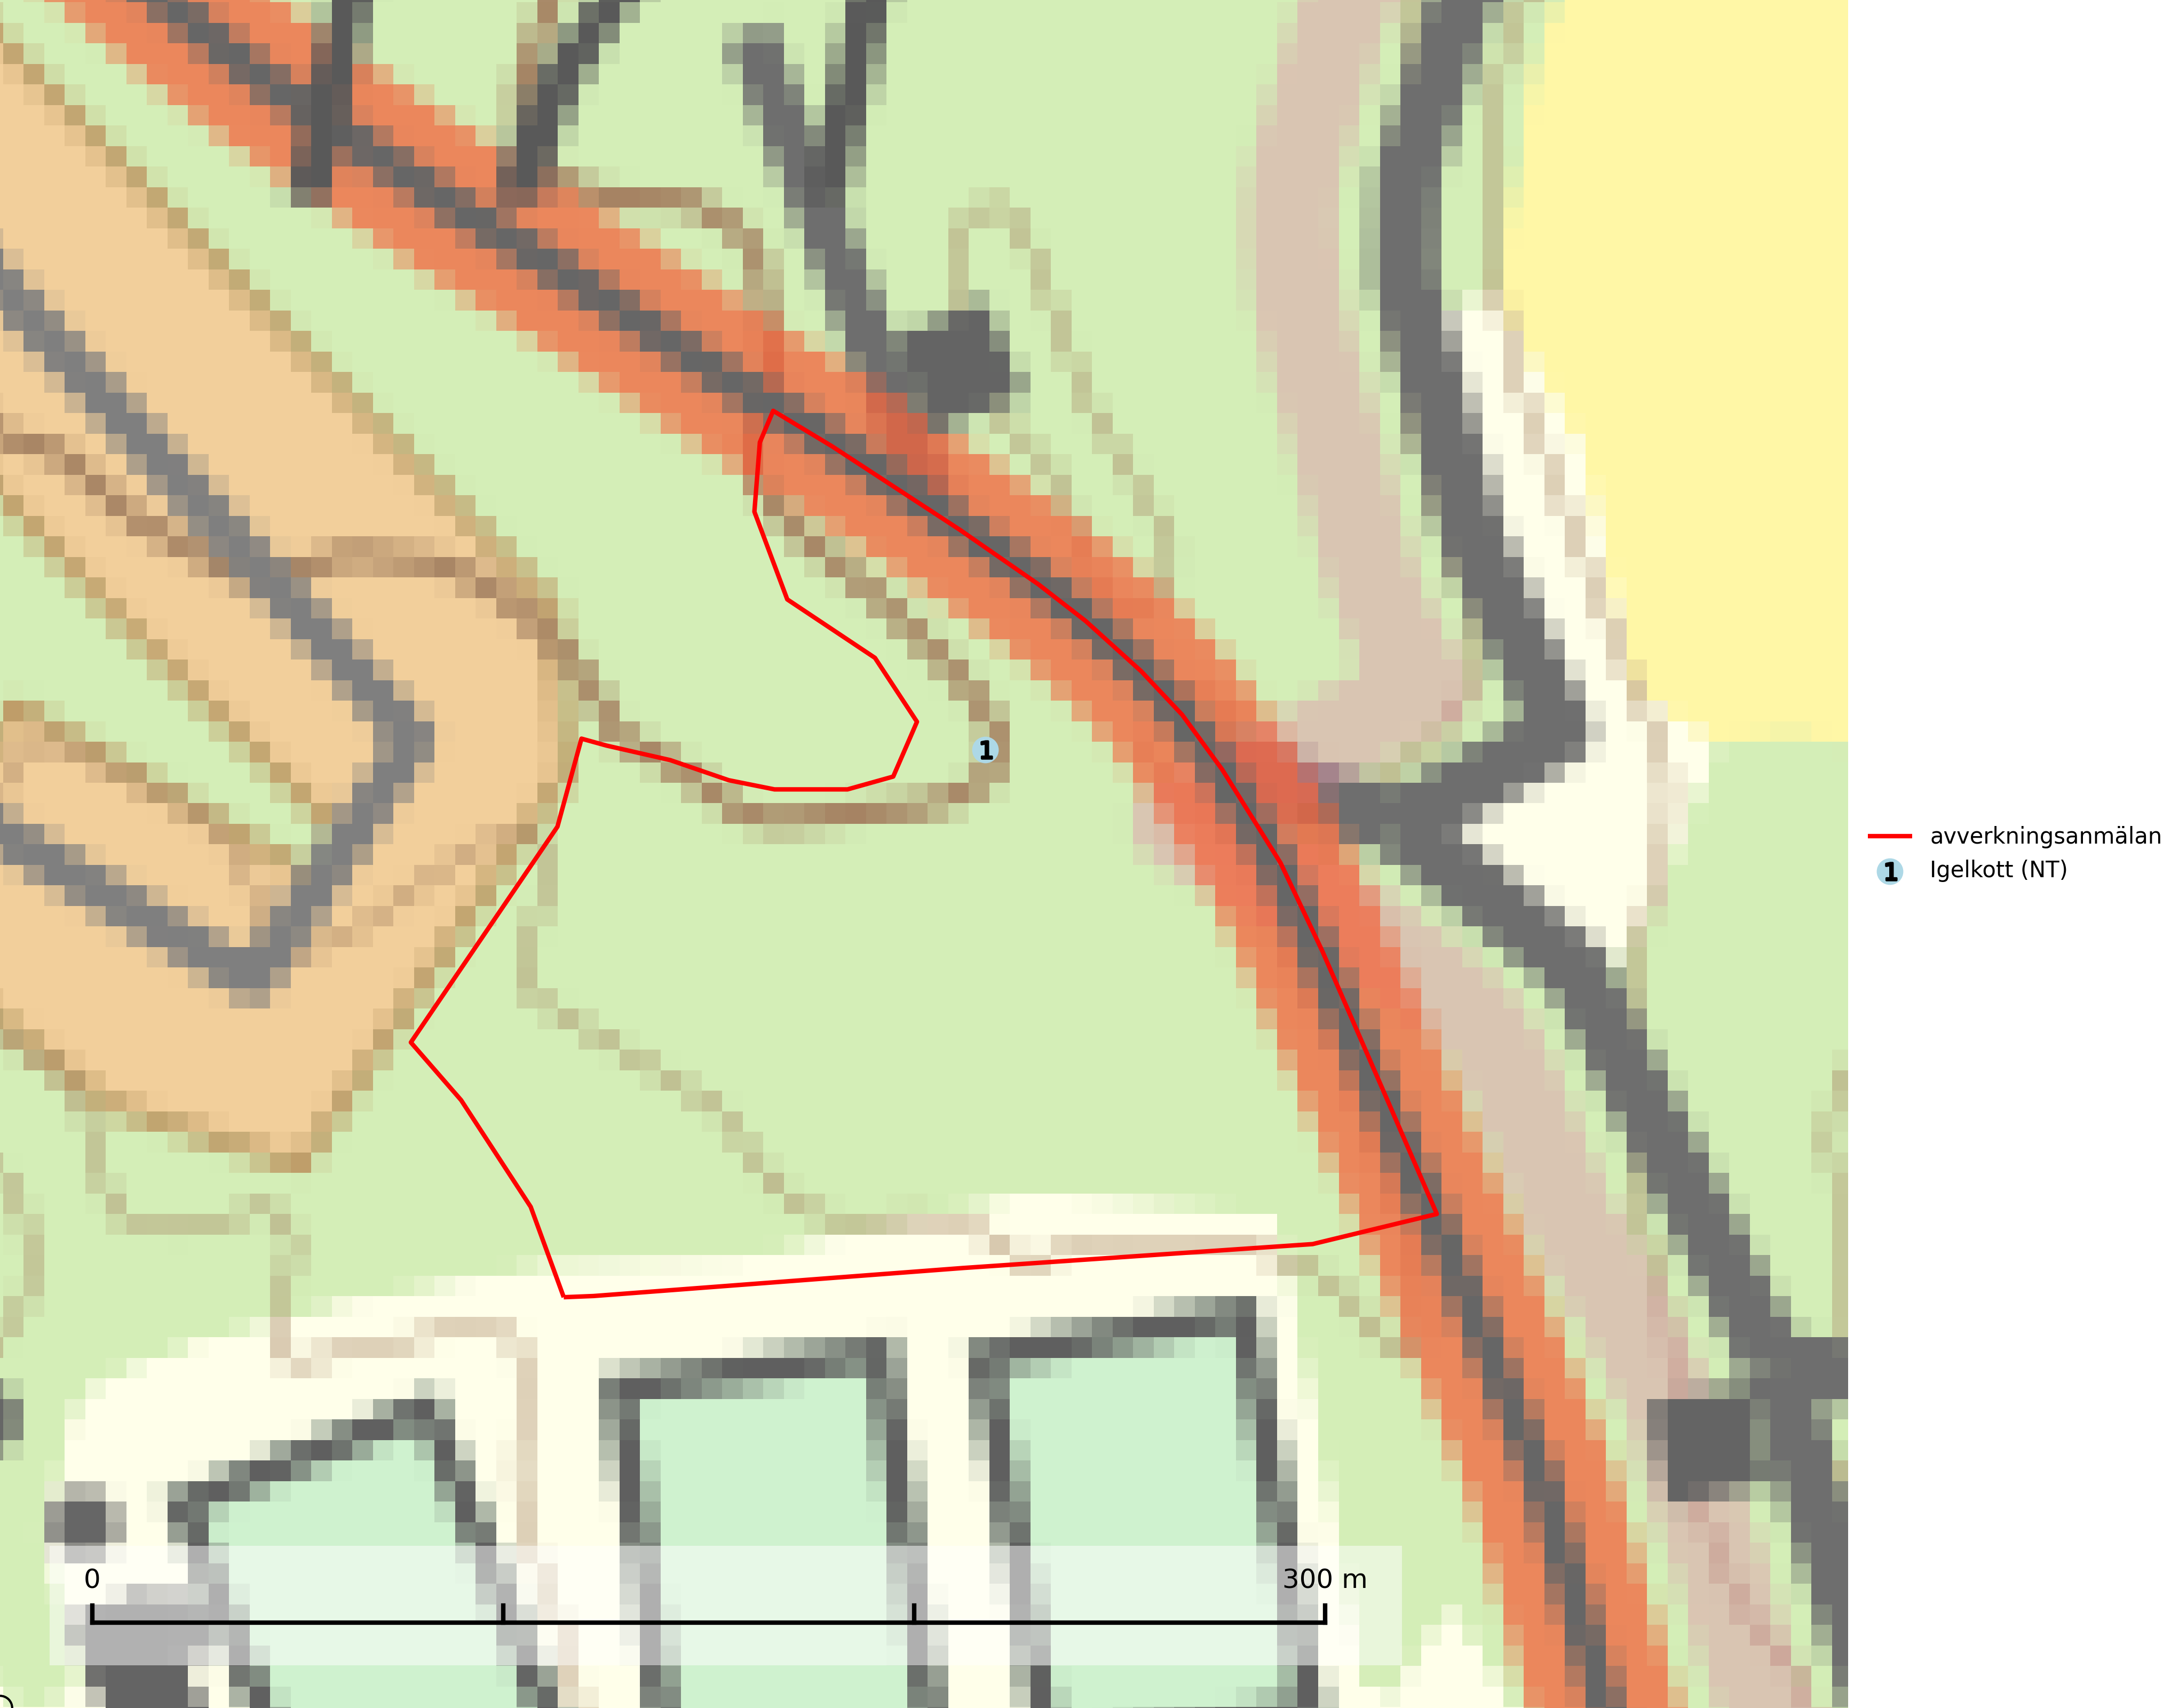 1
avverkningsanmälan
1 Igelkott (NT)
0 300 m